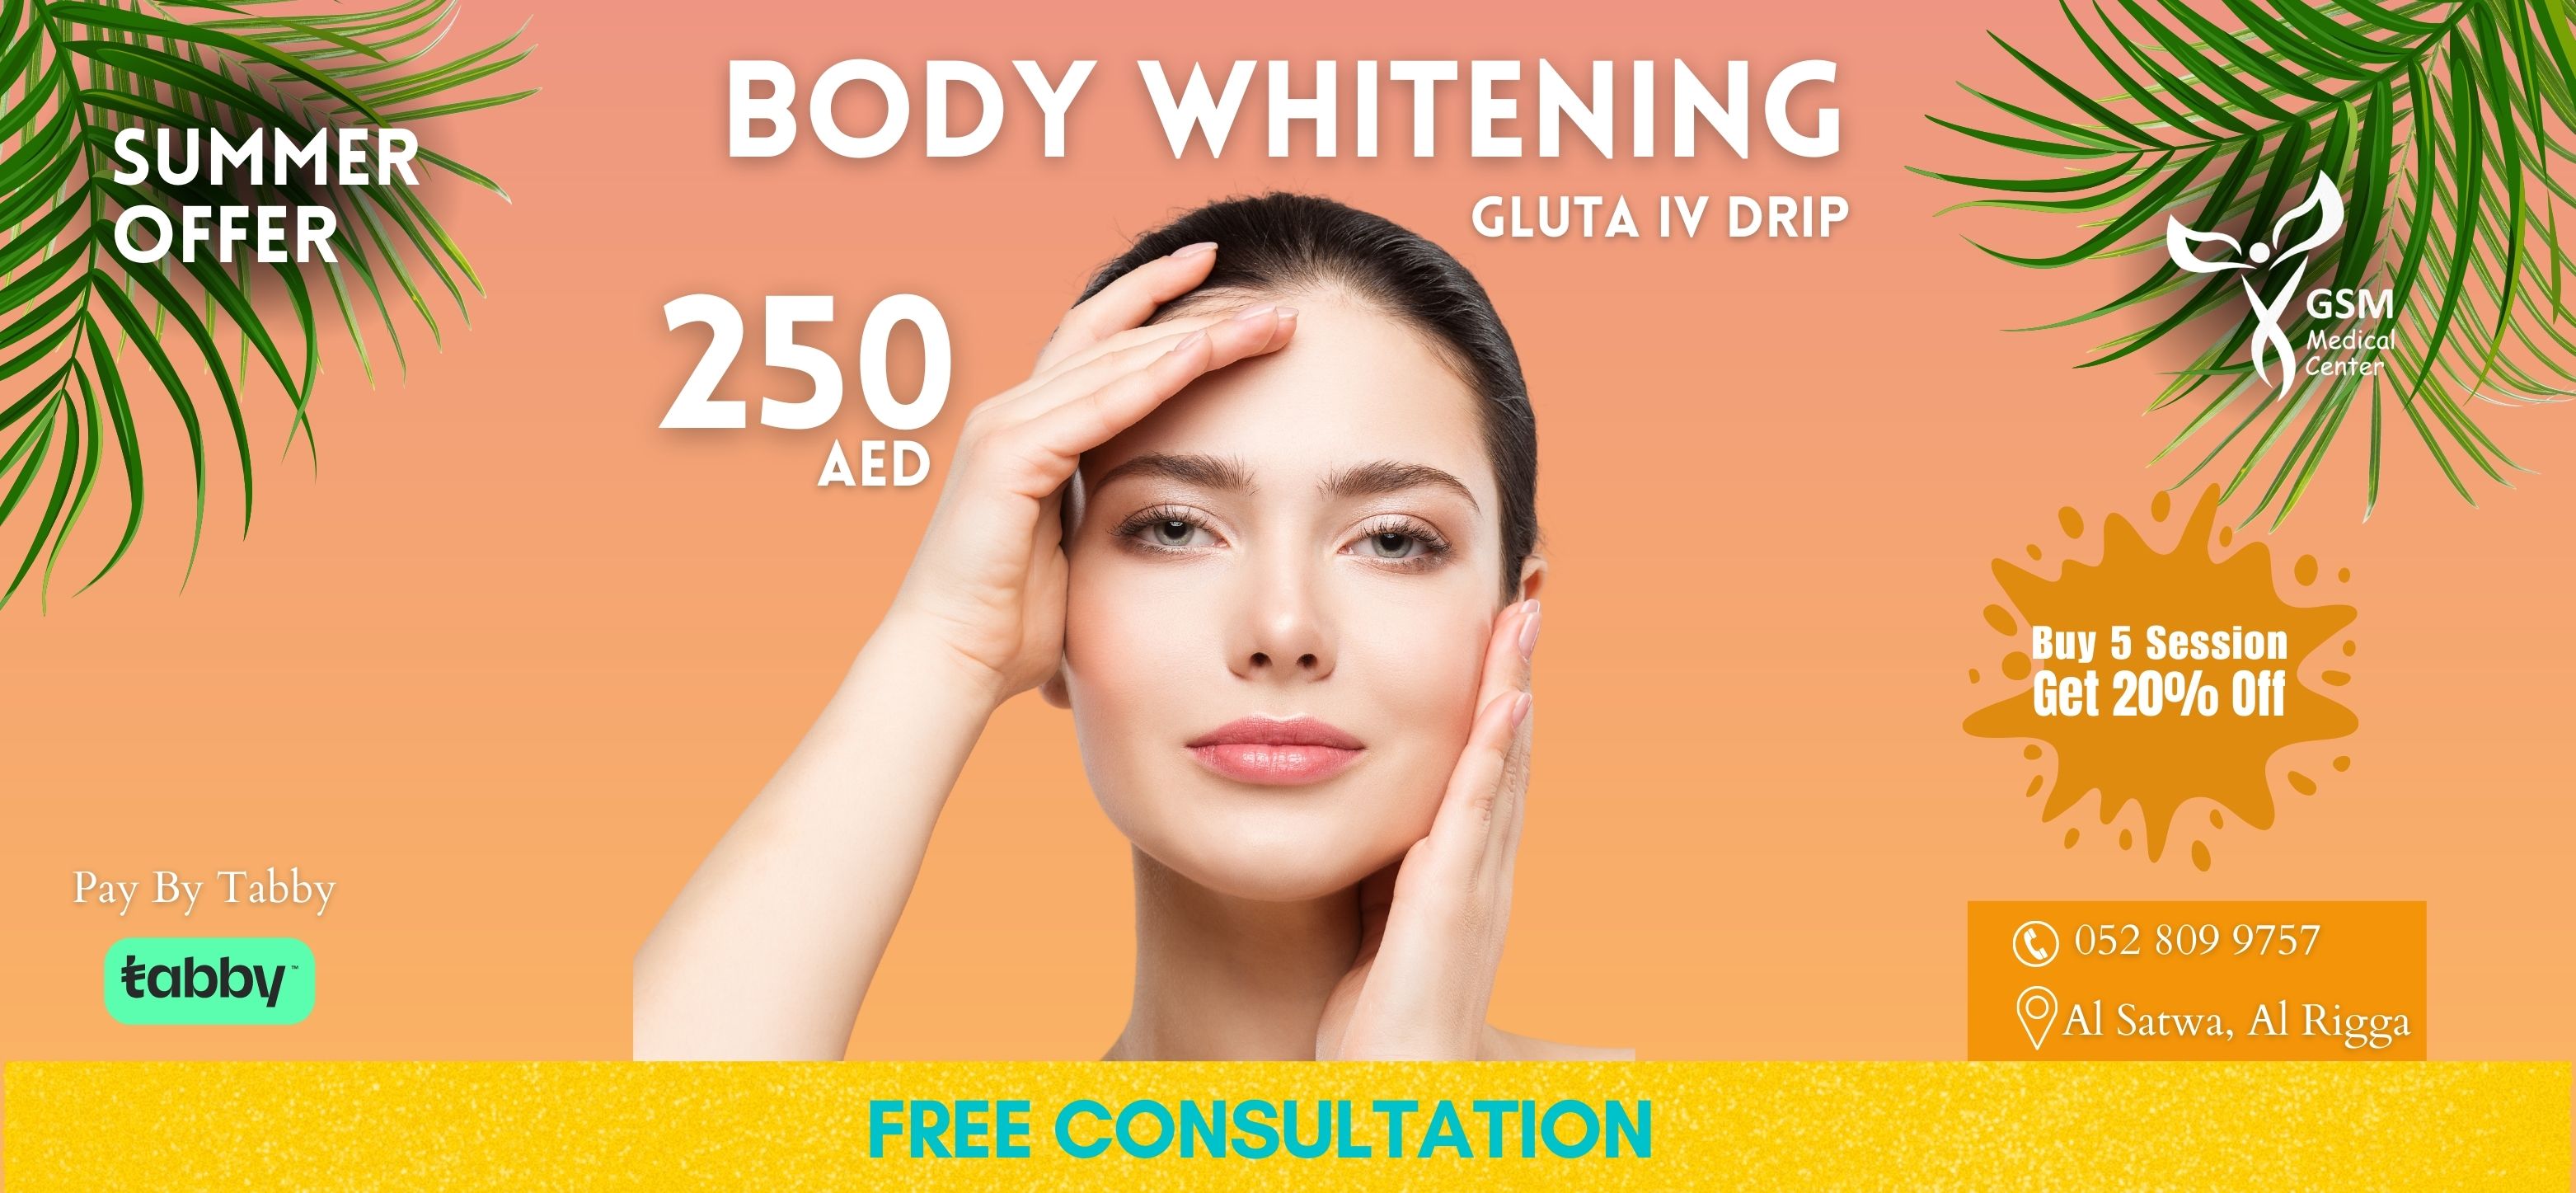 BODY WHITENING
GLUTA IV DRIP
SUMMER
OFFER
250
AED
GSM
Medical
Center
Buy 5 Session
Get 20% Off
Pay By Tabby
tabby™
052 809 9757
Al Satwa, Al Rigga
FREE CONSULTATION